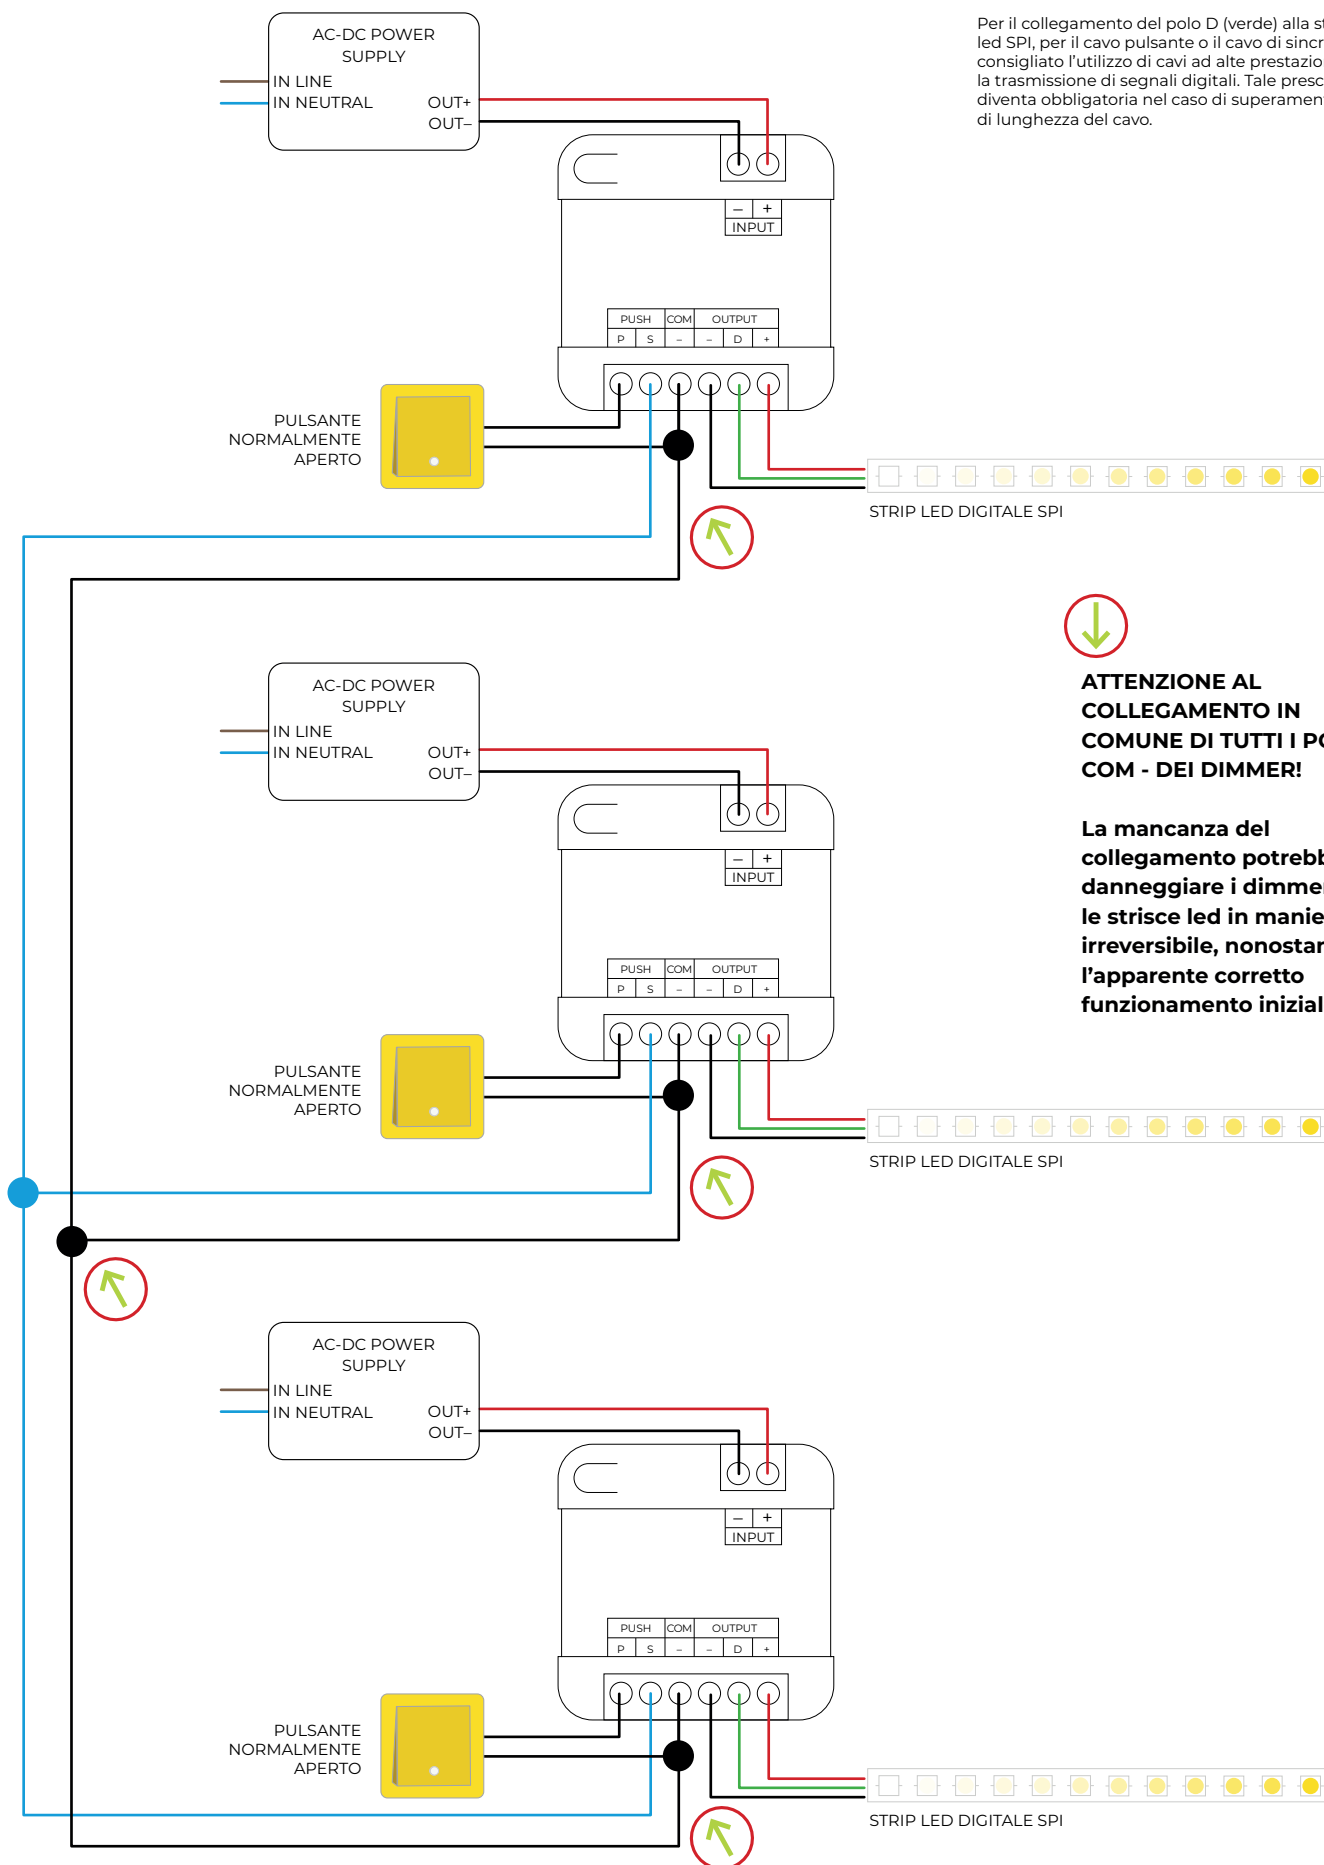 Per il collegamento del polo D (verde) alla
led SPI, per il cavo pulsante o il cavo di
consigliato l'utilizzo di cavi ad alte
la trasmissione di segnali digitali. Tale
diventa obbligatoria nel caso di
di lunghezza del cavo.
AC-DC POWER
SUPPLY
IN LINE
IN NEUTRAL
OUT+
OUT–
– +
INPUT
PUSH COM OUTPUT
P S – – D +
PULSANTE
NORMALMENTE
APERTO
STRIP LED DIGITALE SPI
ATTENZIONE AL
COLLEGAMENTO IN
COMUNE DI TUTTI I
COM - DEI DIMMER!
La mancanza del
collegamento
danneggiare i
le strisce led in
irreversibile,
l'apparente corretto
funzionamento
AC-DC POWER
SUPPLY
IN LINE
IN NEUTRAL
OUT+
OUT–
– +
INPUT
PUSH COM OUTPUT
P S – – D +
PULSANTE
NORMALMENTE
APERTO
STRIP LED DIGITALE SPI
AC-DC POWER
SUPPLY
IN LINE
IN NEUTRAL
OUT+
OUT–
– +
INPUT
PUSH COM OUTPUT
P S – – D +
PULSANTE
NORMALMENTE
APERTO
STRIP LED DIGITALE SPI